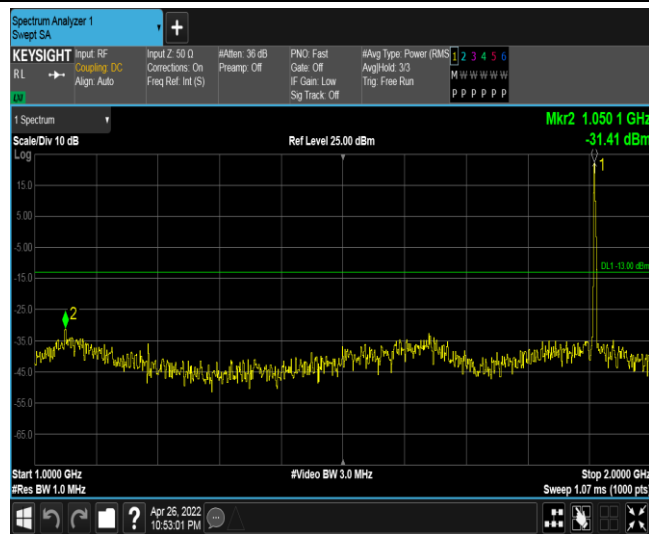 Spectrum Analyzer 1
Swept SA
+
KEYSIGHT
RL
Input: RF
Coupling: DC
Align: Auto
Input Z: 50 Ω
Corrections: On
Freq Ref: Int (S)
#Atten: 36 dB
Preamp: Off
PNO: Fast
Gate: Off
IF Gain: Low
Sig Track: Off
#Avg Type: Power (RMS
Avg|Hold: 3/3
Trig: Free Run
1 2 3 4 5 6
M W W W W W
P P P P P P
1 Spectrum
Mkr2 1.050 1 GHz
Scale/Div 10 dB
Ref Level 25.00 dBm
-31.41 dBm
Log
1
15.0
5.00
-5.00
DL1 -13.00 dBm
-15.0
-25.0
2
-35.0
-45.0
-55.0
-65.0
Start 1.0000 GHz
#Video BW 3.0 MHz
Stop 2.0000 GHz
#Res BW 1.0 MHz
Sweep 1.07 ms (1000 pts)
?
Apr 26, 2022
10:53:01 PM